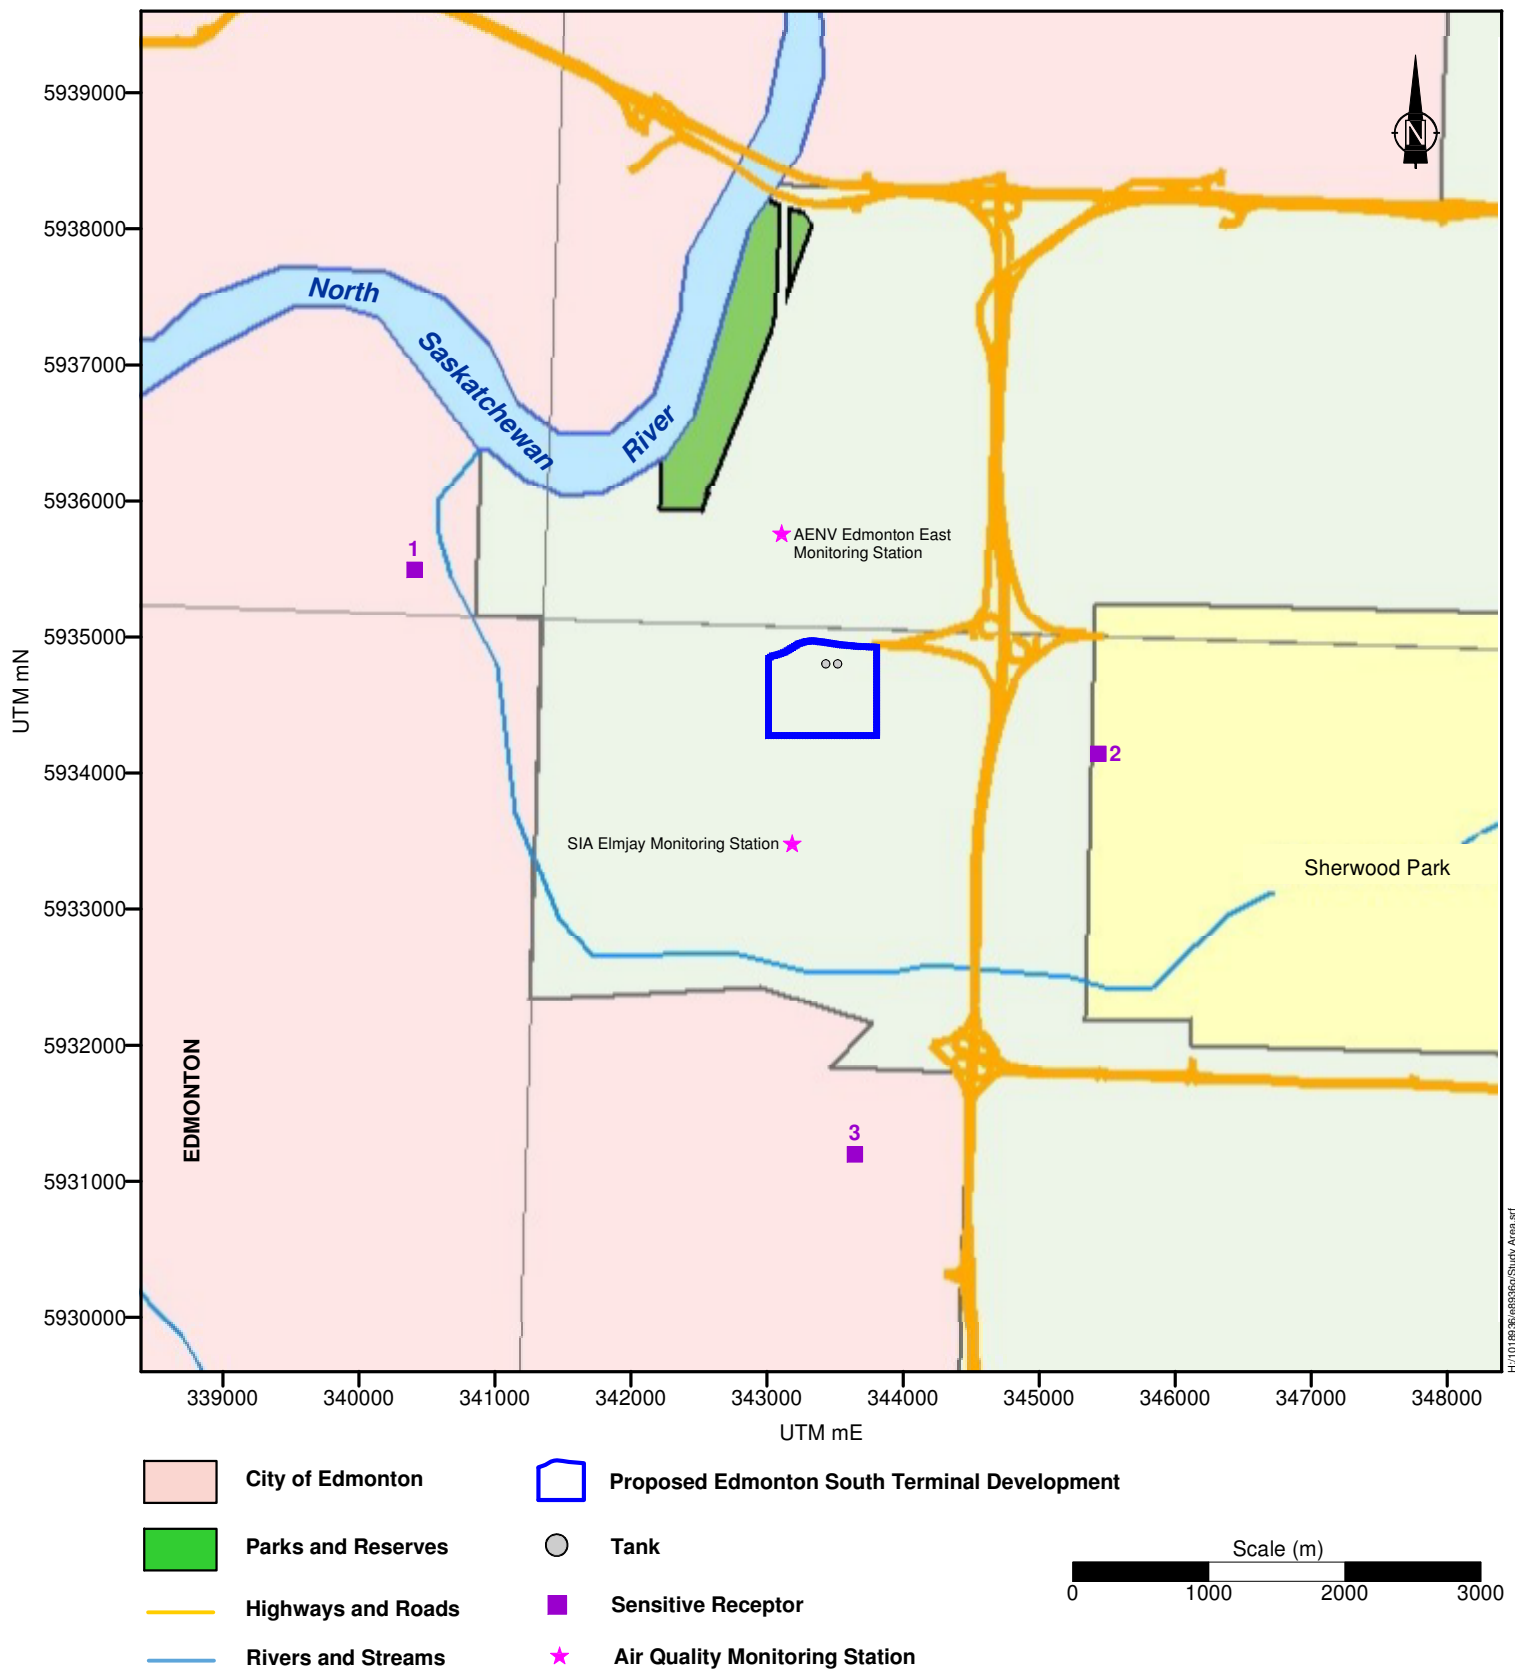 5939000
5938000
5937000
5936000
5935000
5934000
5933000
5932000
5931000
5930000
UTM mN
N
North
Saskatchewan
River
AENV Edmonton East
Monitoring Station
1
2
SIA Elmjay Monitoring Station
Sherwood Park
EDMONTON
3
339000
340000
341000
342000
343000
344000
345000
346000
347000
348000
UTM mE
City of Edmonton
Proposed Edmonton South Terminal Development
Parks and Reserves
Tank
Highways and Roads
Sensitive Receptor
Rivers and Streams
Air Quality Monitoring Station
Scale (m)
0
1000
2000
3000